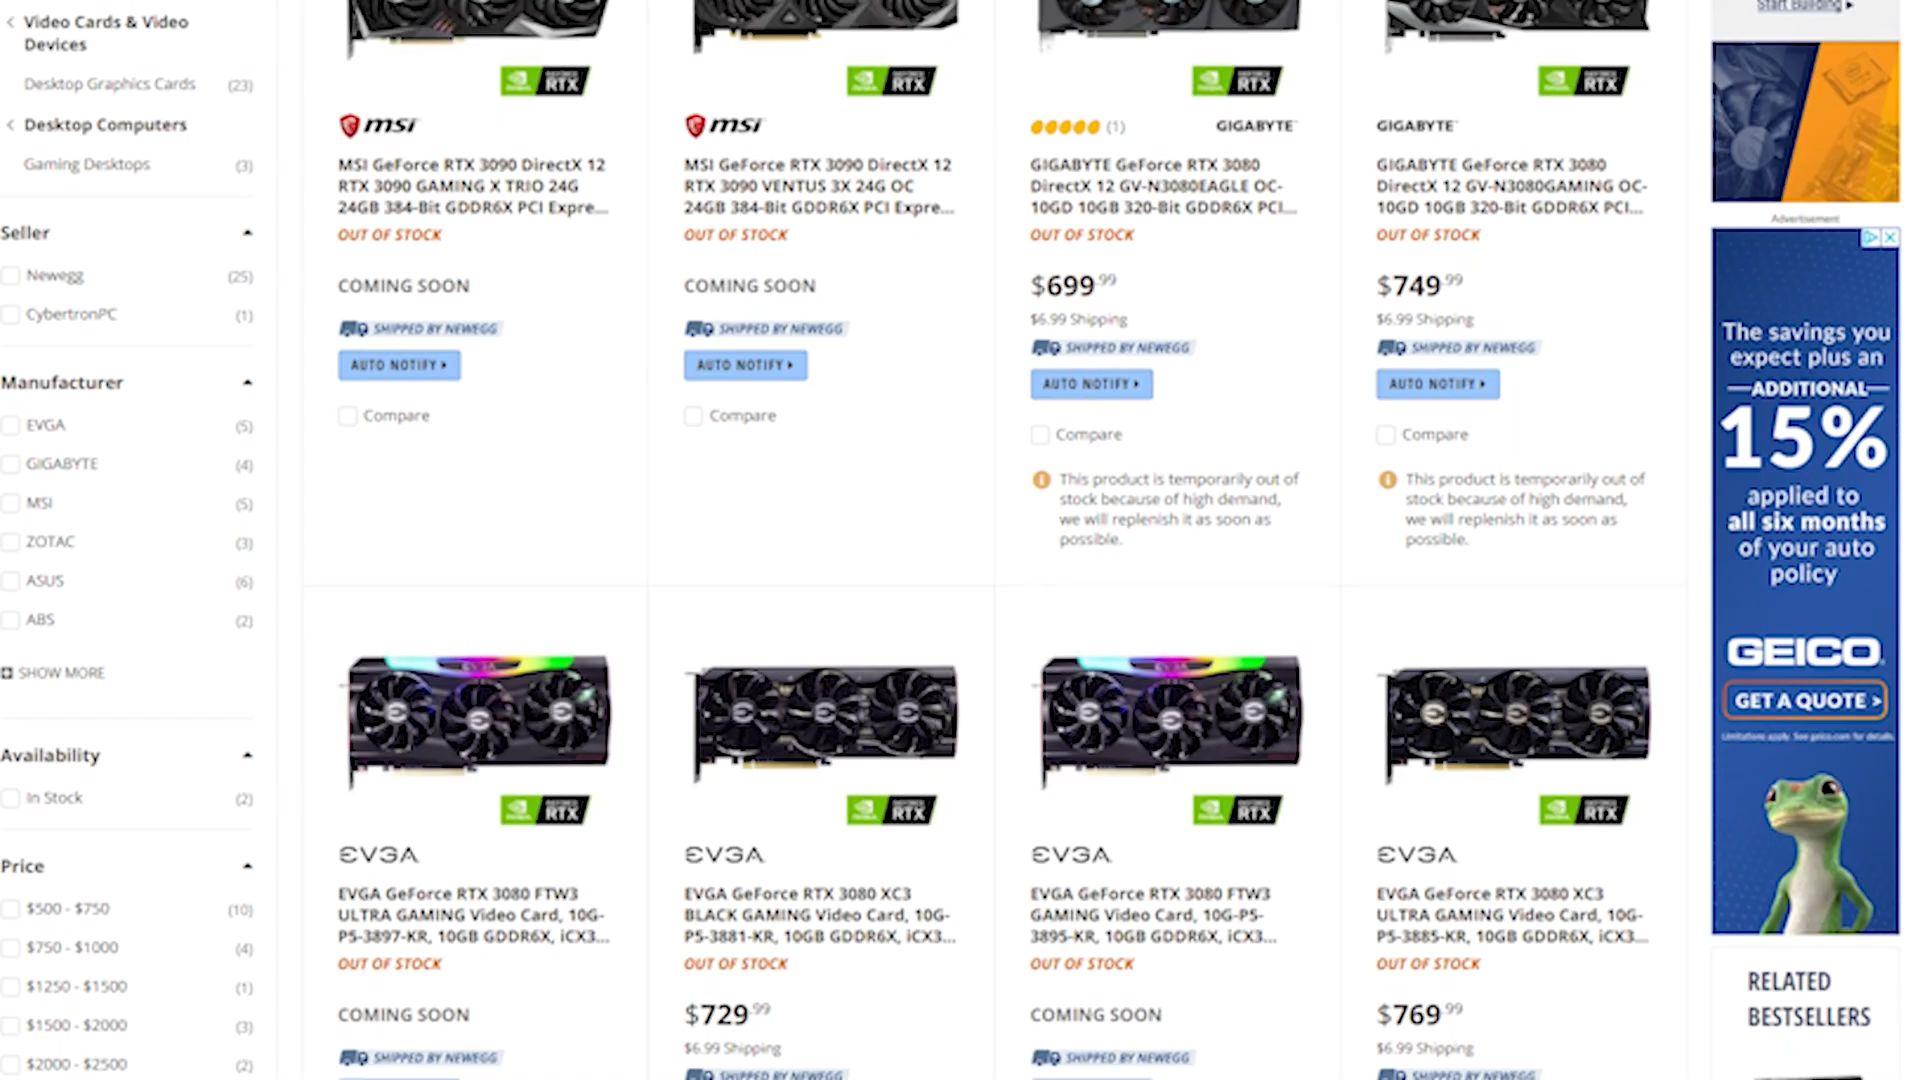 Video Cards & Video
Devices
Desktop Graphics Cards (23)
Desktop Computers
Gaming Desktops (3)
Seller
Newegg (25)
CybertronPC (1)
Manufacturer
EVGA (5)
GIGABYTE (4)
MSI (5)
ZOTAC (3)
ASUS (6)
ABS (2)
SHOW MORE
Availability
In Stock (2)
Price
$500 - $750 (10)
$750 - $1000 (4)
$1250 - $1500 (1)
$1500 - $2000 (3)
$2000 - $2500 (2)
RTX
msi
MSI GeForce RTX 3090 DirectX 12
RTX 3090 GAMING X TRIO 24G
24GB 384-Bit GDDR6X PCI Expre...
OUT OF STOCK
COMING SOON
SHIPPED BY NEWEGG
AUTO NOTIFY
Compare
RTX
msi
MSI GeForce RTX 3090 DirectX 12
RTX 3090 VENTUS 3X 24G OC
24GB 384-Bit GDDR6X PCI Expre...
OUT OF STOCK
COMING SOON
SHIPPED BY NEWEGG
AUTO NOTIFY
Compare
RTX
(1) GIGABYTE™
GIGABYTE GeForce RTX 3080
DirectX 12 GV-N3080EAGLE OC-
10GD 10GB 320-Bit GDDR6X PCI...
OUT OF STOCK
$699.99
$6.99 Shipping
SHIPPED BY NEWEGG
AUTO NOTIFY
Compare
This product is temporarily out of
stock because of high demand,
we will replenish it as soon as
possible.
RTX
GIGABYTE™
GIGABYTE GeForce RTX 3080
DirectX 12 GV-N3080GAMING OC-
10GD 10GB 320-Bit GDDR6X PCI...
OUT OF STOCK
$749.99
$6.99 Shipping
SHIPPED BY NEWEGG
AUTO NOTIFY
Compare
This product is temporarily out of
stock because of high demand,
we will replenish it as soon as
possible.
RTX
EVGA
EVGA GeForce RTX 3080 FTW3
ULTRA GAMING Video Card, 10G-
P5-3897-KR, 10GB GDDR6X, iCX3...
OUT OF STOCK
COMING SOON
SHIPPED BY NEWEGG
RTX
EVGA
EVGA GeForce RTX 3080 XC3
BLACK GAMING Video Card, 10G-
P5-3881-KR, 10GB GDDR6X, iCX3...
OUT OF STOCK
$729.99
$6.99 Shipping
SHIPPED BY NEWEGG
RTX
EVGA
EVGA GeForce RTX 3080 FTW3
GAMING Video Card, 10G-P5-
3895-KR, 10GB GDDR6X, iCX3...
OUT OF STOCK
COMING SOON
SHIPPED BY NEWEGG
RTX
EVGA
EVGA GeForce RTX 3080 XC3
ULTRA GAMING Video Card, 10G-
P5-3885-KR, 10GB GDDR6X, iCX3...
OUT OF STOCK
$769.99
$6.99 Shipping
SHIPPED BY NEWEGG
Start Building
Advertisement
The savings you
expect plus an
ADDITIONAL
15%
applied to
all six months
of your auto
policy
GEICO.
GET A QUOTE >
Limitations apply. See geico.com for details.
RELATED
BESTSELLERS